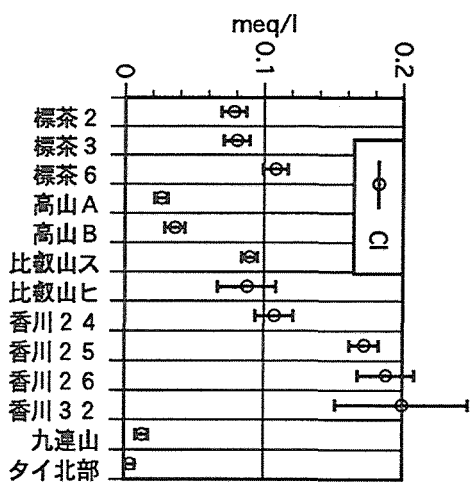 meq/l
0
0.1
0.2
Cl
標茶2
標茶3
標茶6
高山A
高山B
比叡山ス
比叡山ヒ
香川24
香川25
香川26
香川32
九連山
タイ北部